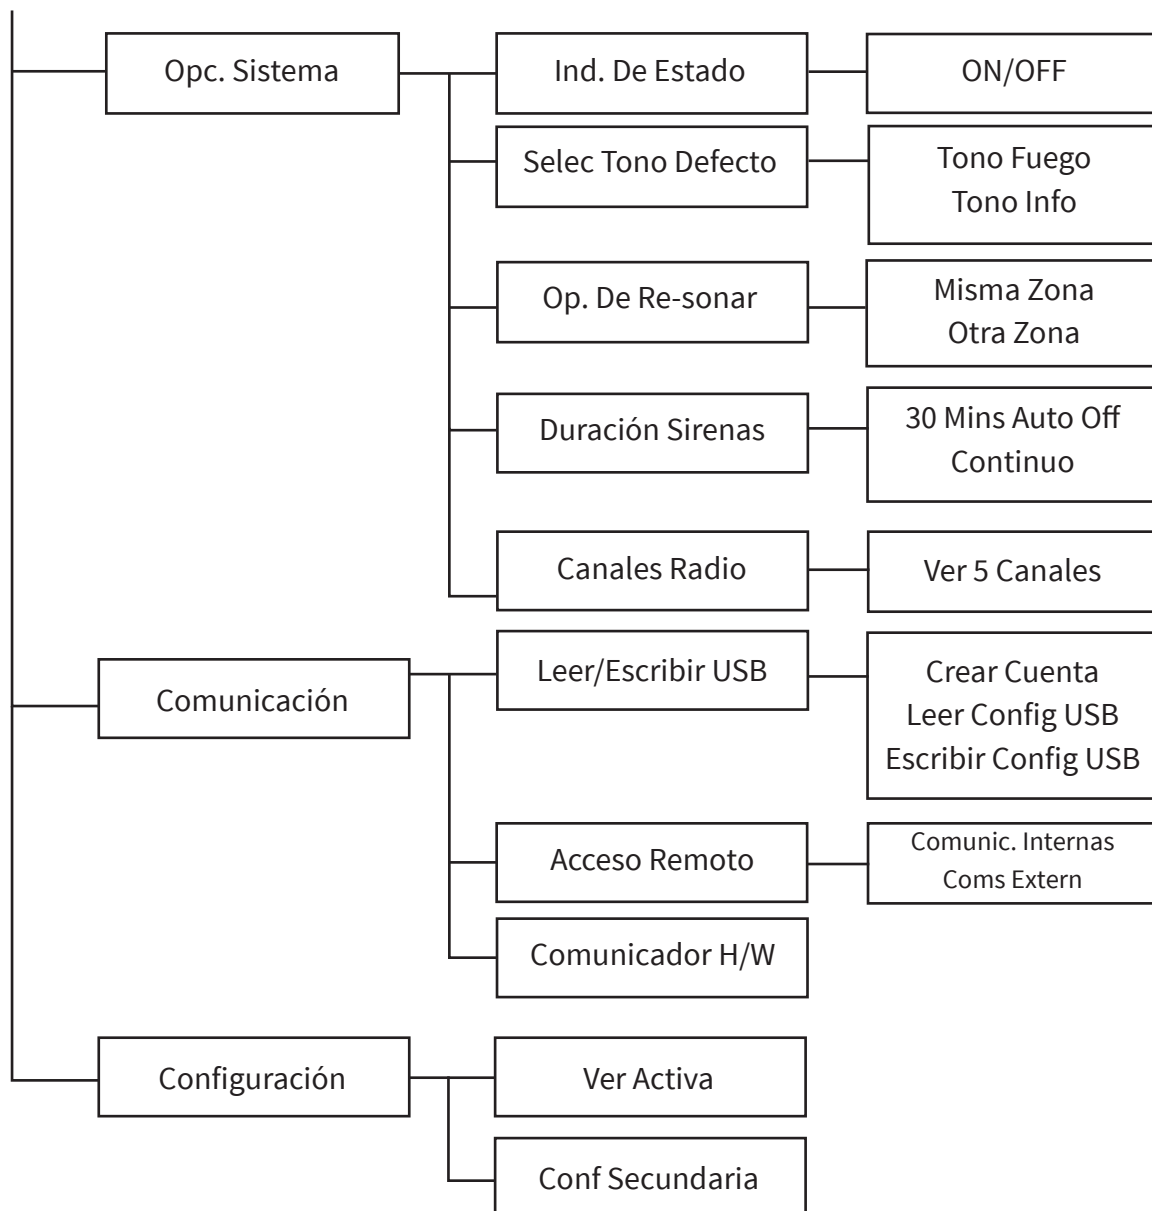 Opc. Sistema
Ind. De Estado
ON/OFF
Selec Tono Defecto
Tono Fuego
Tono Info
Op. De Re-sonar
Misma Zona
Otra Zona
Duración Sirenas
30 Mins Auto Off
Continuo
Canales Radio
Ver 5 Canales
Comunicación
Leer/Escribir USB
Crear Cuenta
Leer Config USB
Escribir Config USB
Acceso Remoto
Comunic. Internas
Coms Extern
Comunicador H/W
Configuración
Ver Activa
Conf Secundaria